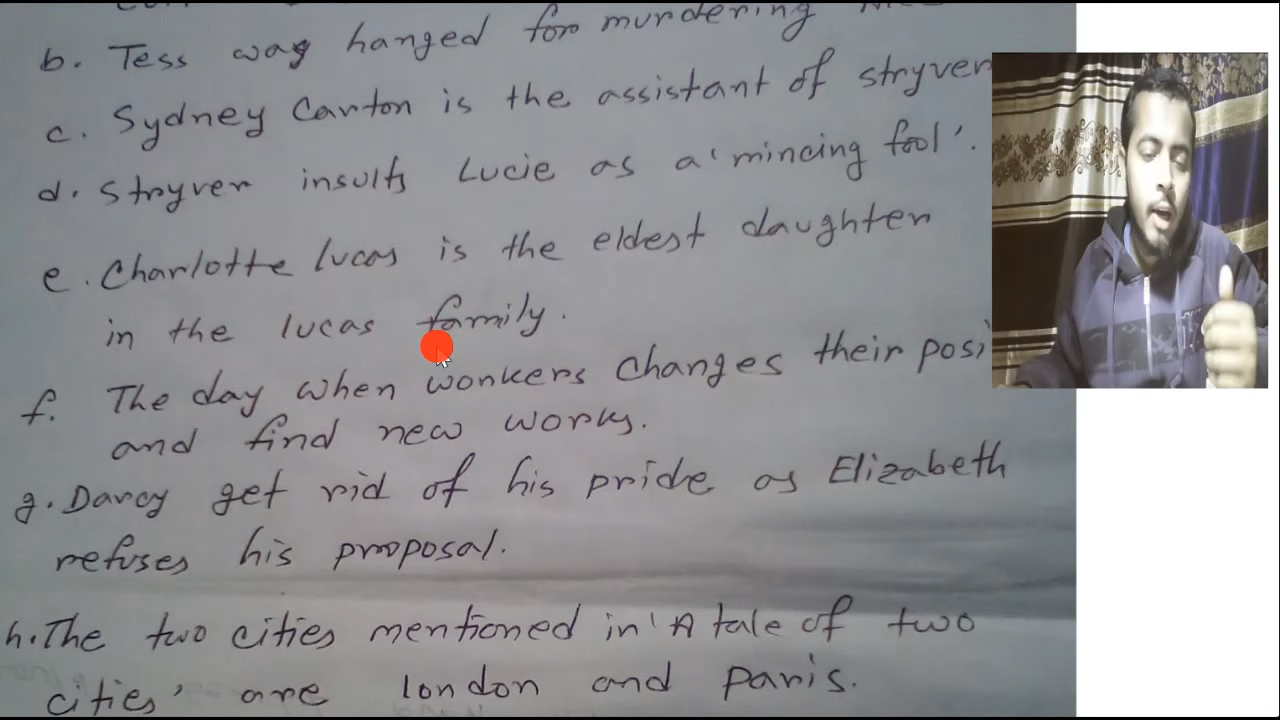 b. Tess was hanged for murdering
c. Sydney Carton is the assistant of stryver
d. Stryver insults Lucie as a 'mincing fool'.
e. Charlotte lucas is the eldest daughter
in the lucas family.
f. The day when workers changes their posi
and find new works.
g. Darcy get rid of his pride as Elizabeth
refuses his proposal.
h. The two cities mentioned in 'A tale of two
cities' are london and paris.